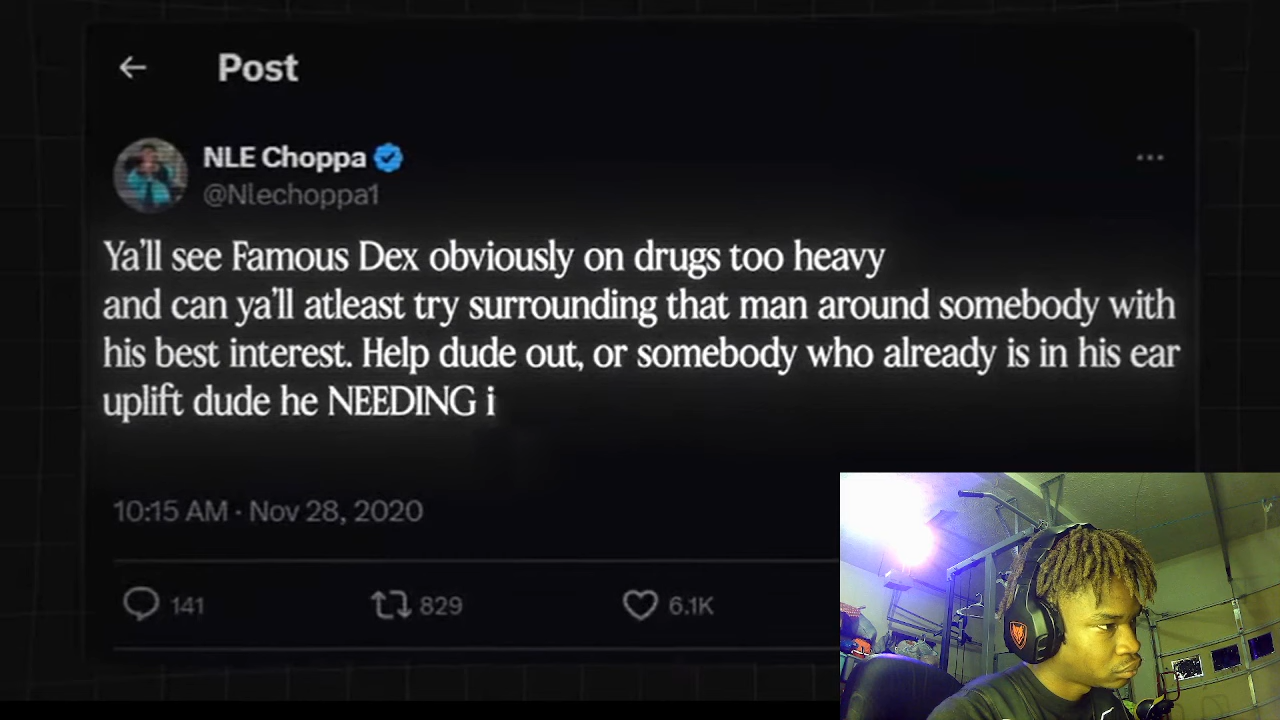 Post
NLE Choppa
@Nlechoppa1
Ya'll see Famous Dex obviously on drugs too heavy
and can ya'll atleast try surrounding that man around somebody with
his best interest. Help dude out, or somebody who already is in his ear
uplift dude he NEEDING i
10:15 AM · Nov 28, 2020
141 829 6.1K